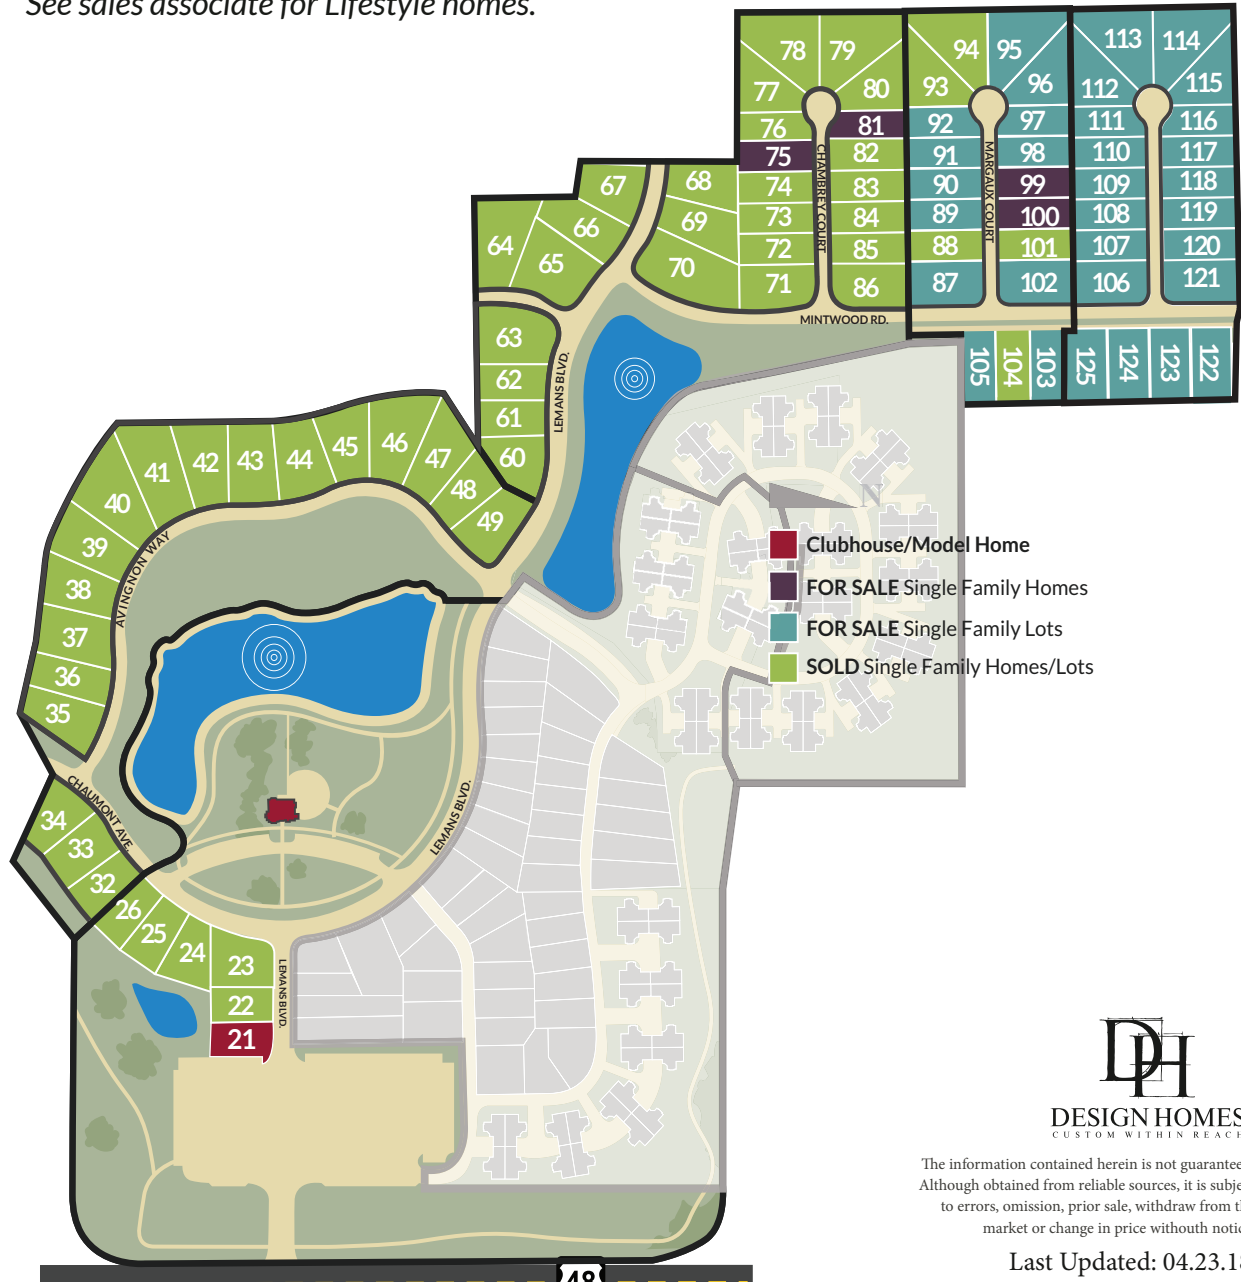 See sales associate for Lifestyle homes.
78 79
77 80
76 81
75 82
74 83
73 84
72 85
71 86
CHAMBREY COURT
94 95
93 96
92 97
91 98
90 99
89 100
88 101
87 102
MARGAUX COURT
113 114
112 115
111 116
110 117
109 118
108 119
107 120
106 121
MINTWOOD RD.
105 104 103 125 124 123 122
67 68
66 69
64 65 70
63
62
61
60
LEMANS BLVD.
41 42 43 44 45 46 47
40 48
39 49
38
37
36
35
AVINGNON WAY
N
Clubhouse/Model Home
FOR SALE Single Family Homes
FOR SALE Single Family Lots
SOLD Single Family Homes/Lots
CHAUMONT AVE.
LEMANS BLVD.
34
33
32
26
25
24 23
22
21
LEMANS BLVD.
DH
DESIGN HOMES
CUSTOM WITHIN REACH
The information contained herein is not guarantee
Although obtained from reliable sources, it is subje
to errors, omission, prior sale, withdraw from th
market or change in price withouth notic
Last Updated: 04.23.18
48